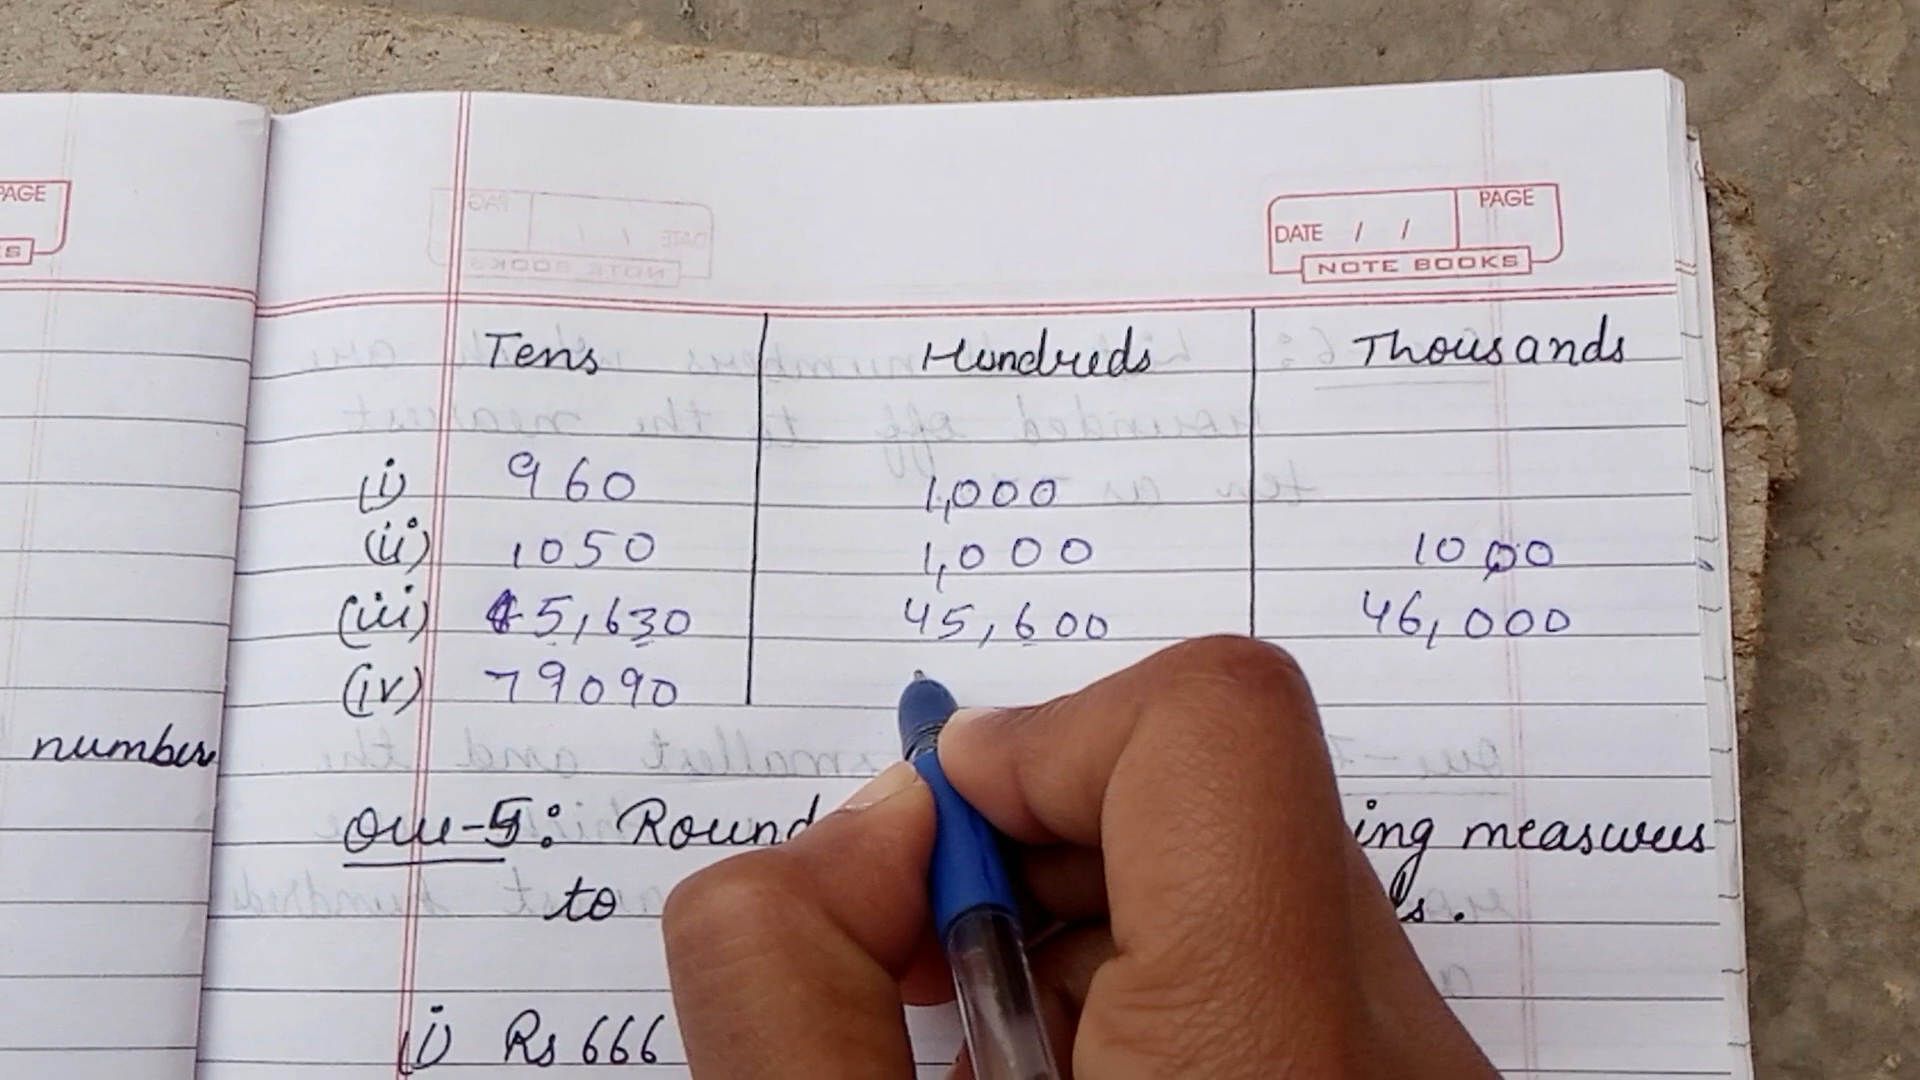 PAGE
DATE / / PAGE
NOTE BOOKS
Tens Hundreds Thousands
(i) 960 1,000
(ii) 1050 1,000 1000
(iii) 45,630 45,600 46,000
(iv) 79090
number
Que-5: Round ing measures
to s.
(i) Rs 666